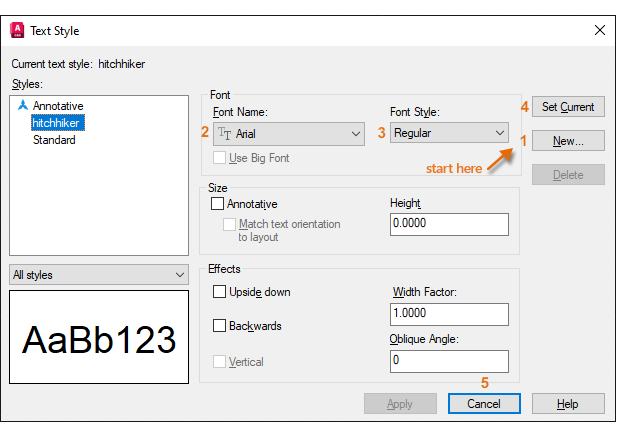 Text Style
Current text style: hitchhiker
Styles:
Annotative
hitchhiker
Standard
All styles
AaBb123
Font
Font Name:
Font Style:
2 Arial
3 Regular
Use Big Font
start here
4 Set Current
1 New...
Delete
Size
Annotative
Match text orientation
to layout
Height
0.0000
Effects
Upside down
Backwards
Vertical
Width Factor:
1.0000
Oblique Angle:
0
5
Apply
Cancel
Help